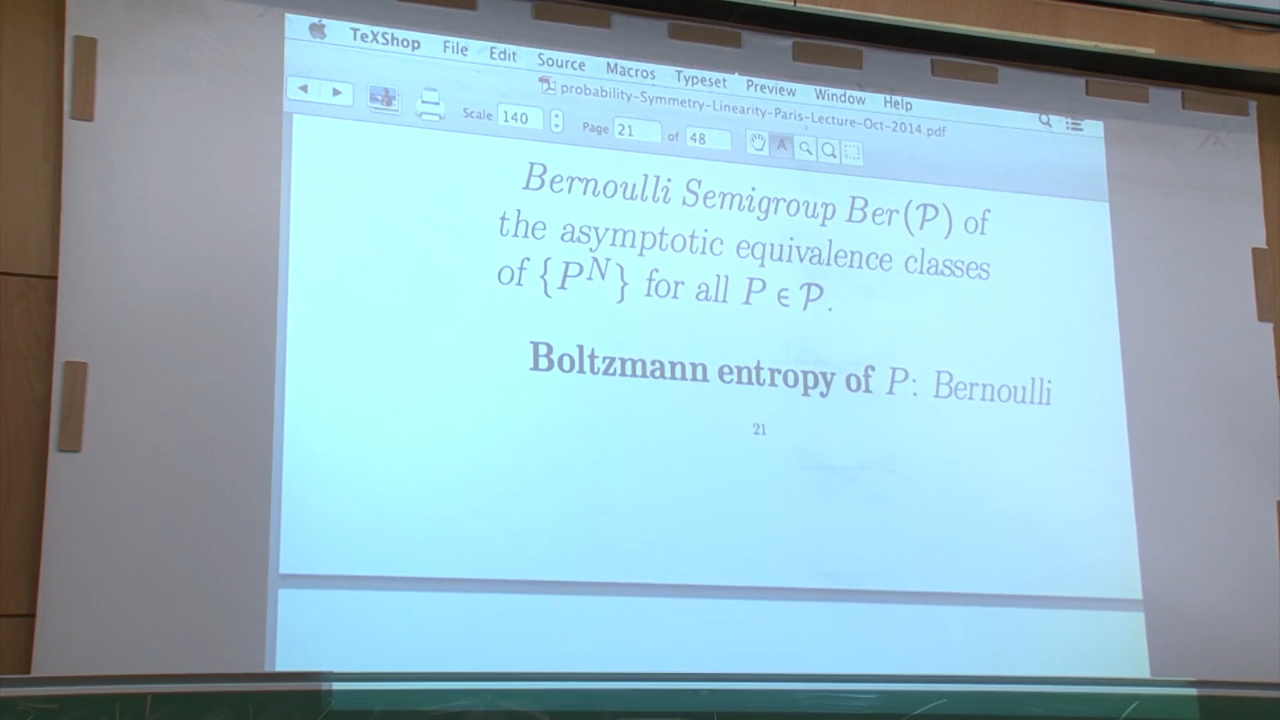 TeXShop File Edit Source Macros Typeset Preview Window Help
probability-Symmetry-Linearity-Paris-Lecture-Oct-2014.pdf
Scale 140 Page 21 of 48 A
Bernoulli Semigroup Ber(𝒫) of
the asymptotic equivalence classes
of {P^N} for all P ∈ 𝒫.
Boltzmann entropy of P: Bernoulli
21